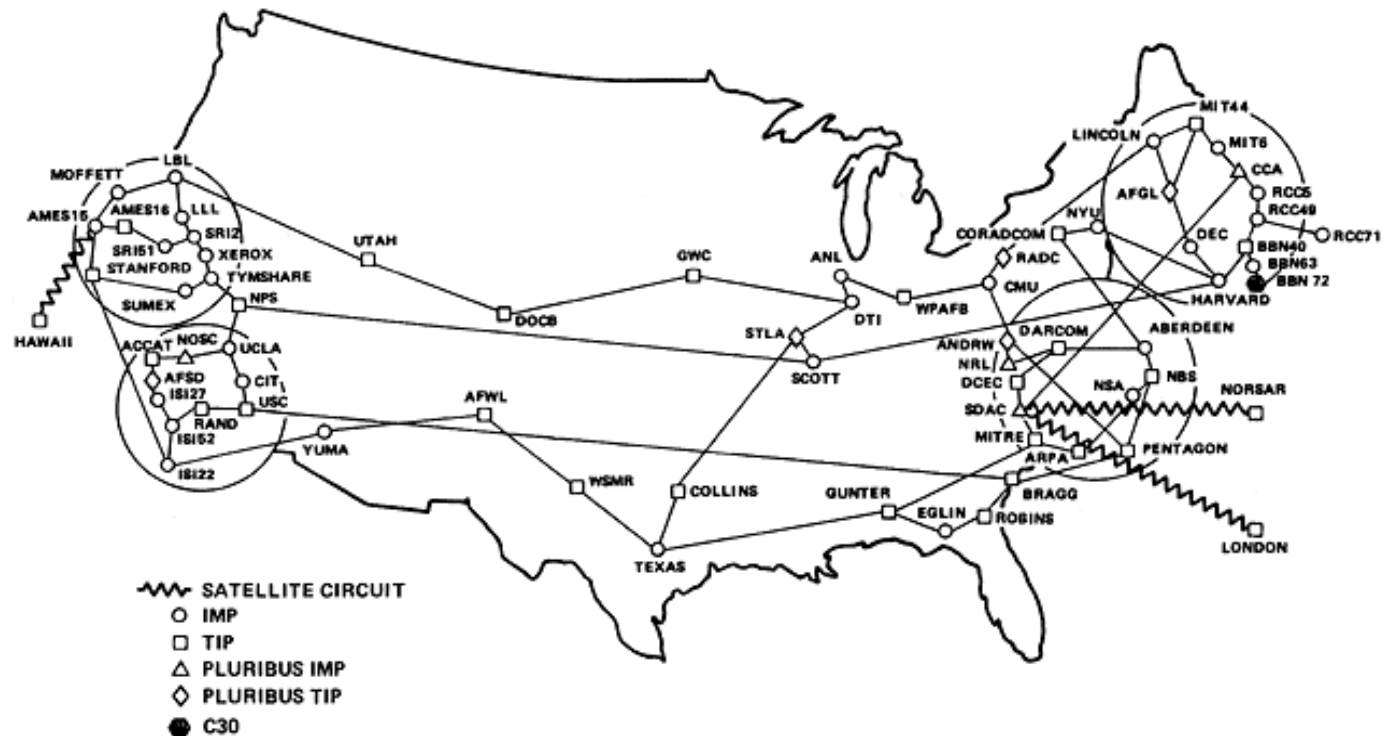 MIT44
LINCOLN
MIT6
LBL
MOFFETT
CCA
AMES16
AFGL
RCC5
AMES15
LLL
NYU
RCC49
SRI2
UTAH
CORADCOM
DEC
RCC71
SRI51
XEROX
GWC
ANL
RADC
BBN40
STANFORD
TYMSHARE
BBN63
SUMEX
NPS
WPAFB
CMU
HARVARD
BBN 72
HAWAII
DOCB
DTI
DARCOM
ABERDEEN
ACCAT
NOSC
UCLA
STLA
ANDRW
NRL
AFSD
CIT
SCOTT
DCEC
NSA
NBS
ISI27
NORSAR
RAND
USC
AFWL
SDAC
ISI52
MITRE
YUMA
ARPA
PENTAGON
ISI22
WSMR
COLLINS
GUNTER
BRAGG
EGLIN
ROBINS
LONDON
TEXAS
SATELLITE CIRCUIT
IMP
TIP
PLURIBUS IMP
PLURIBUS TIP
C30